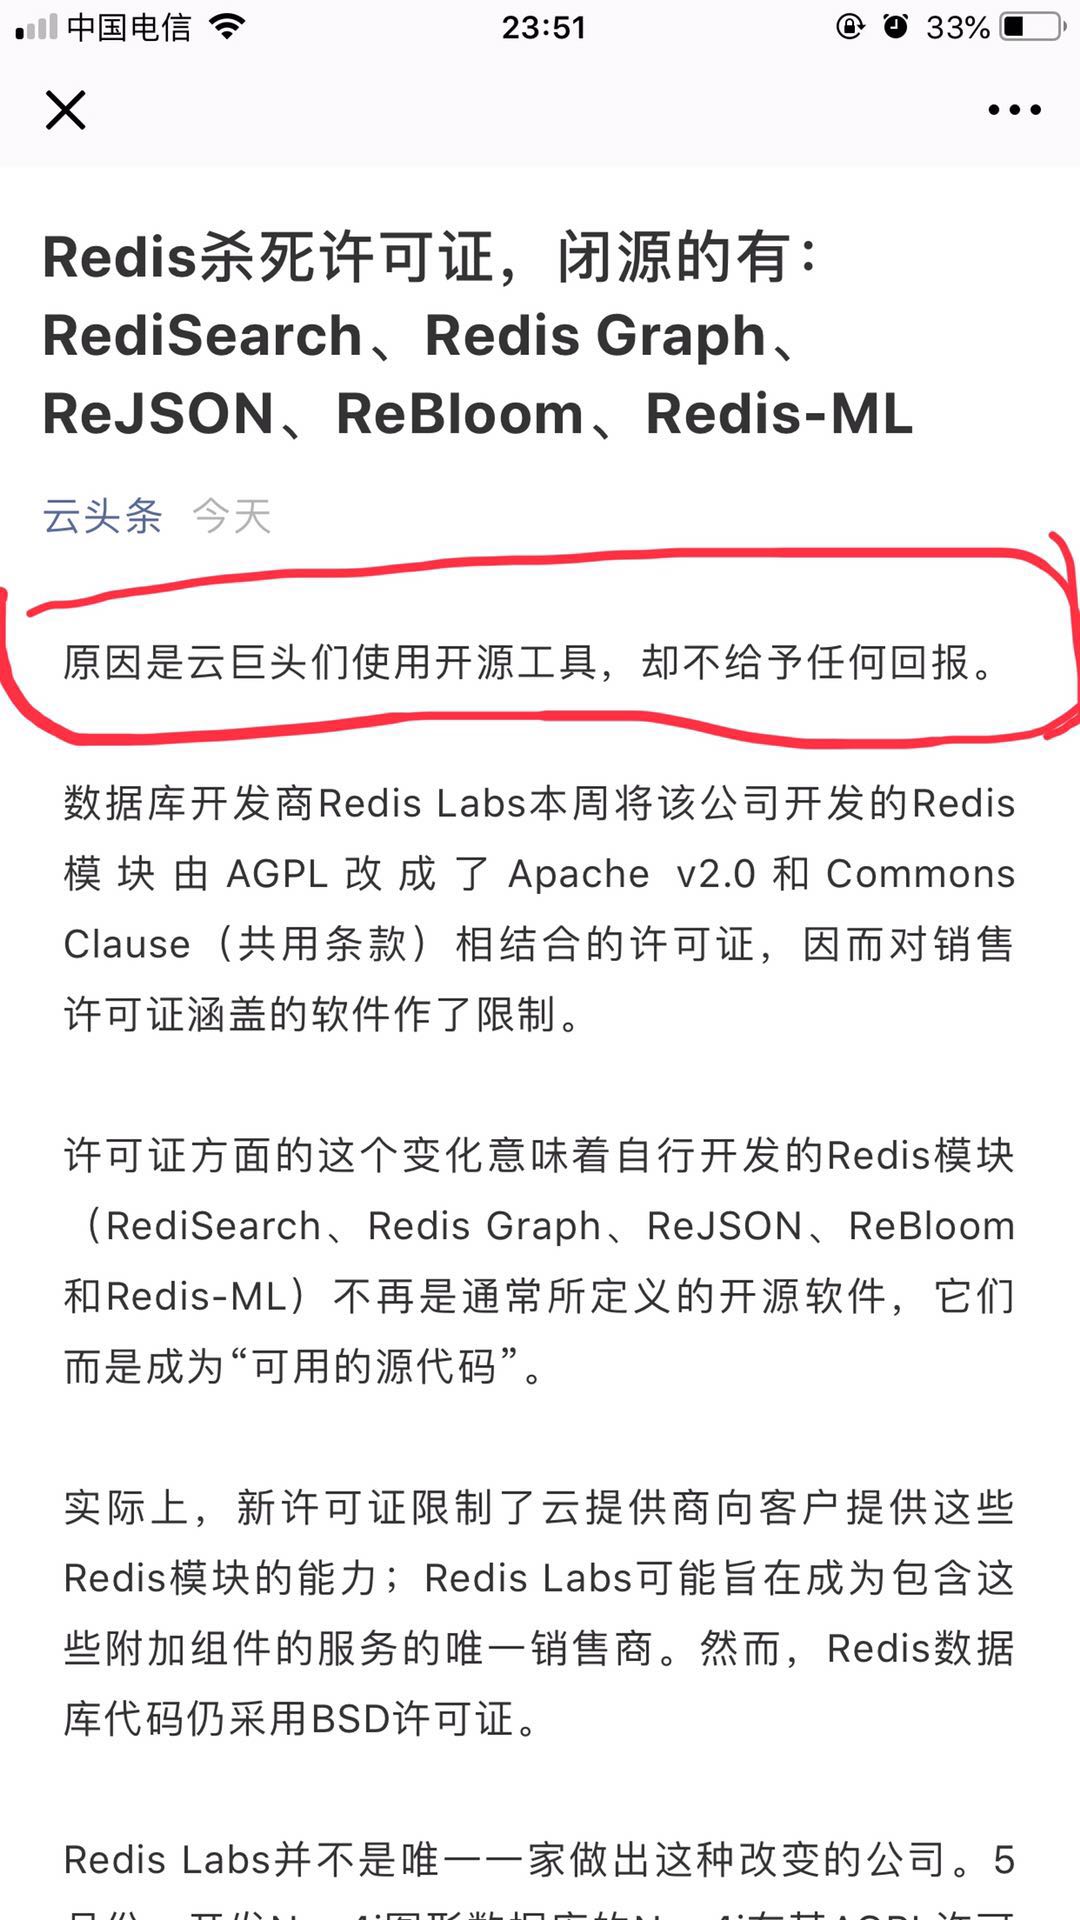 中国电信
23:51
33%
Redis杀死许可证，闭源的有：
RediSearch、Redis Graph、
ReJSON、ReBloom、Redis-ML
云头条 今天
原因是云巨头们使用开源工具，却不给予任何回报。
数据库开发商Redis Labs本周将该公司开发的Redis
模块由AGPL改成了Apache v2.0和Commons
Clause（共用条款）相结合的许可证，因而对销售
许可证涵盖的软件作了限制。
许可证方面的这个变化意味着自行开发的Redis模块
（RediSearch、Redis Graph、ReJSON、ReBloom
和Redis-ML）不再是通常所定义的开源软件，它们
而是成为“可用的源代码”。
实际上，新许可证限制了云提供商向客户提供这些
Redis模块的能力；Redis Labs可能旨在成为包含这
些附加组件的服务的唯一销售商。然而，Redis数据
库代码仍采用BSD许可证。
Redis Labs并不是唯一一家做出这种改变的公司。5